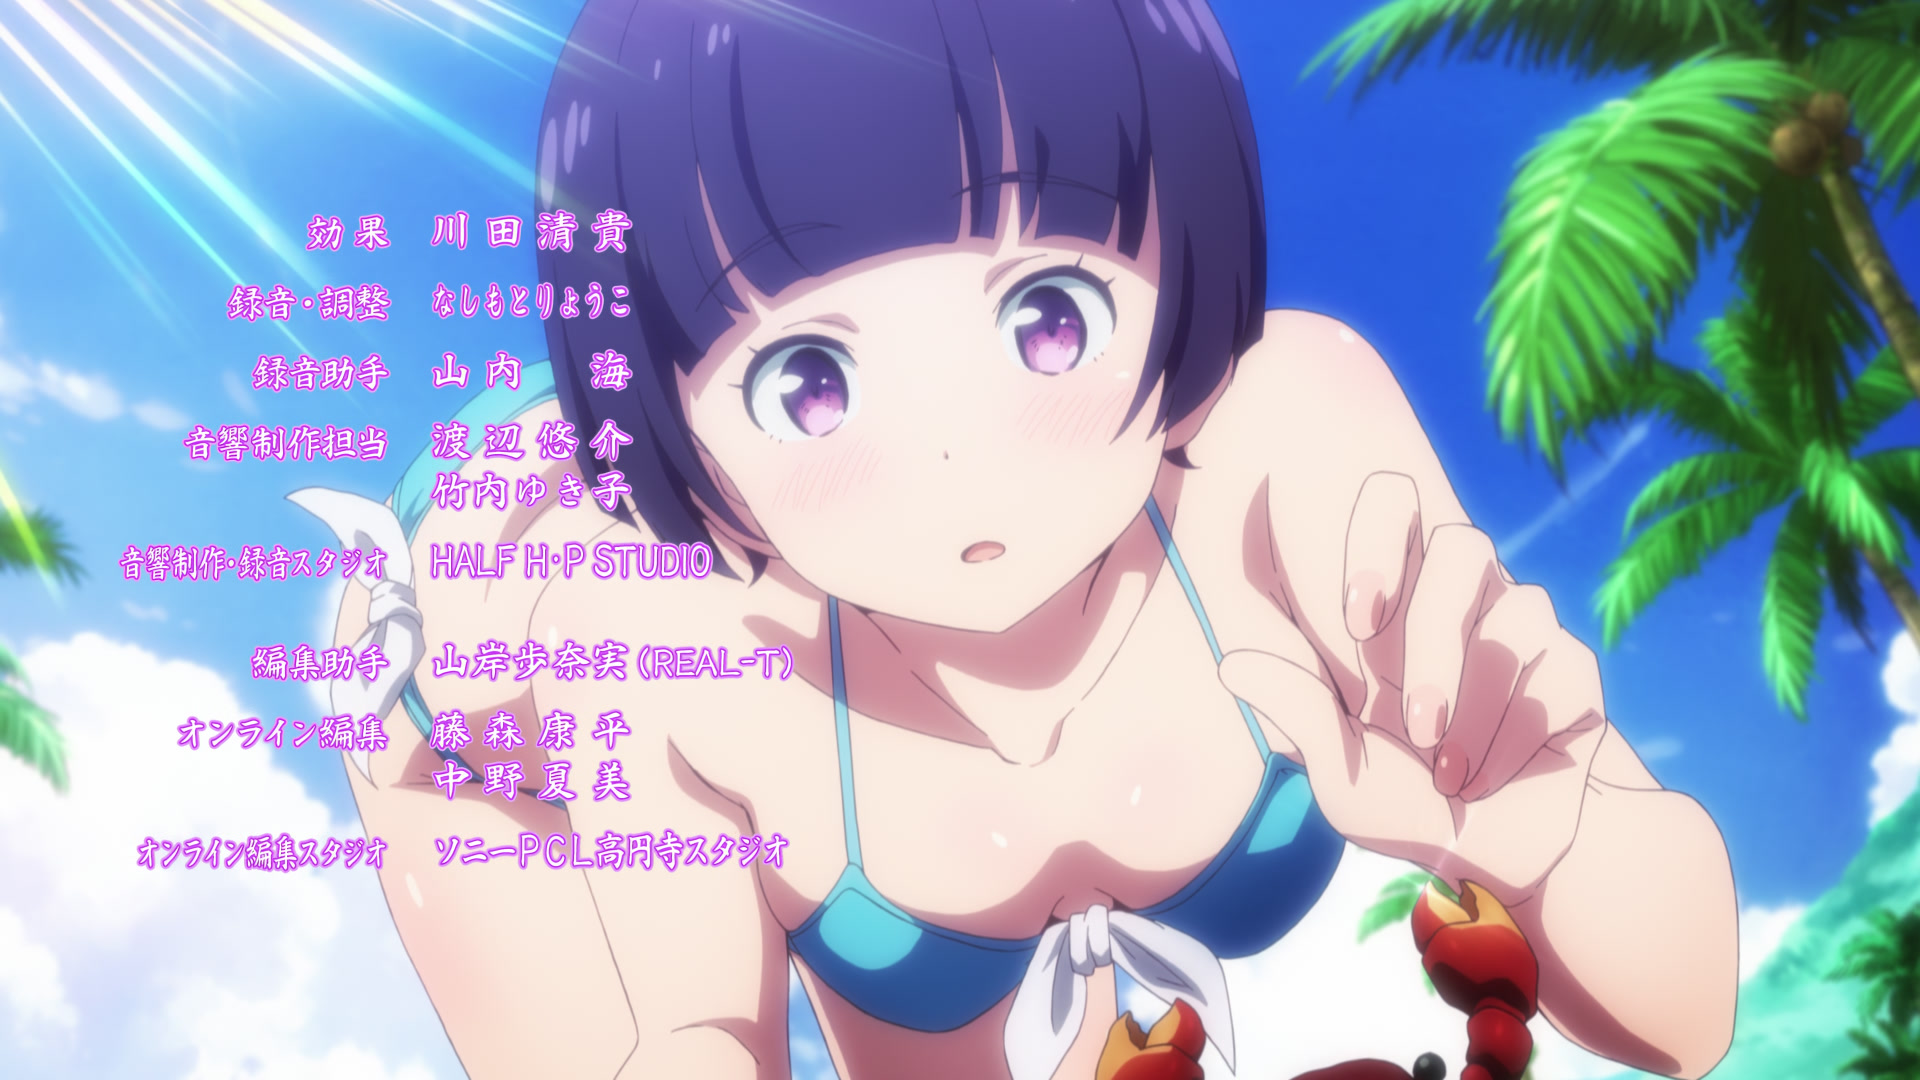 効果 川田清貴
録音・調整 なしもとりょうこ
録音助手 山内 海
音響制作担当 渡辺悠介
竹内ゆき子
音響制作・録音スタジオ HALF H・P STUDIO
編集助手 山岸歩奈実(REAL-T)
オンライン編集 藤森康平
中野夏美
オンライン編集スタジオ ソニーPCL高円寺スタジオ